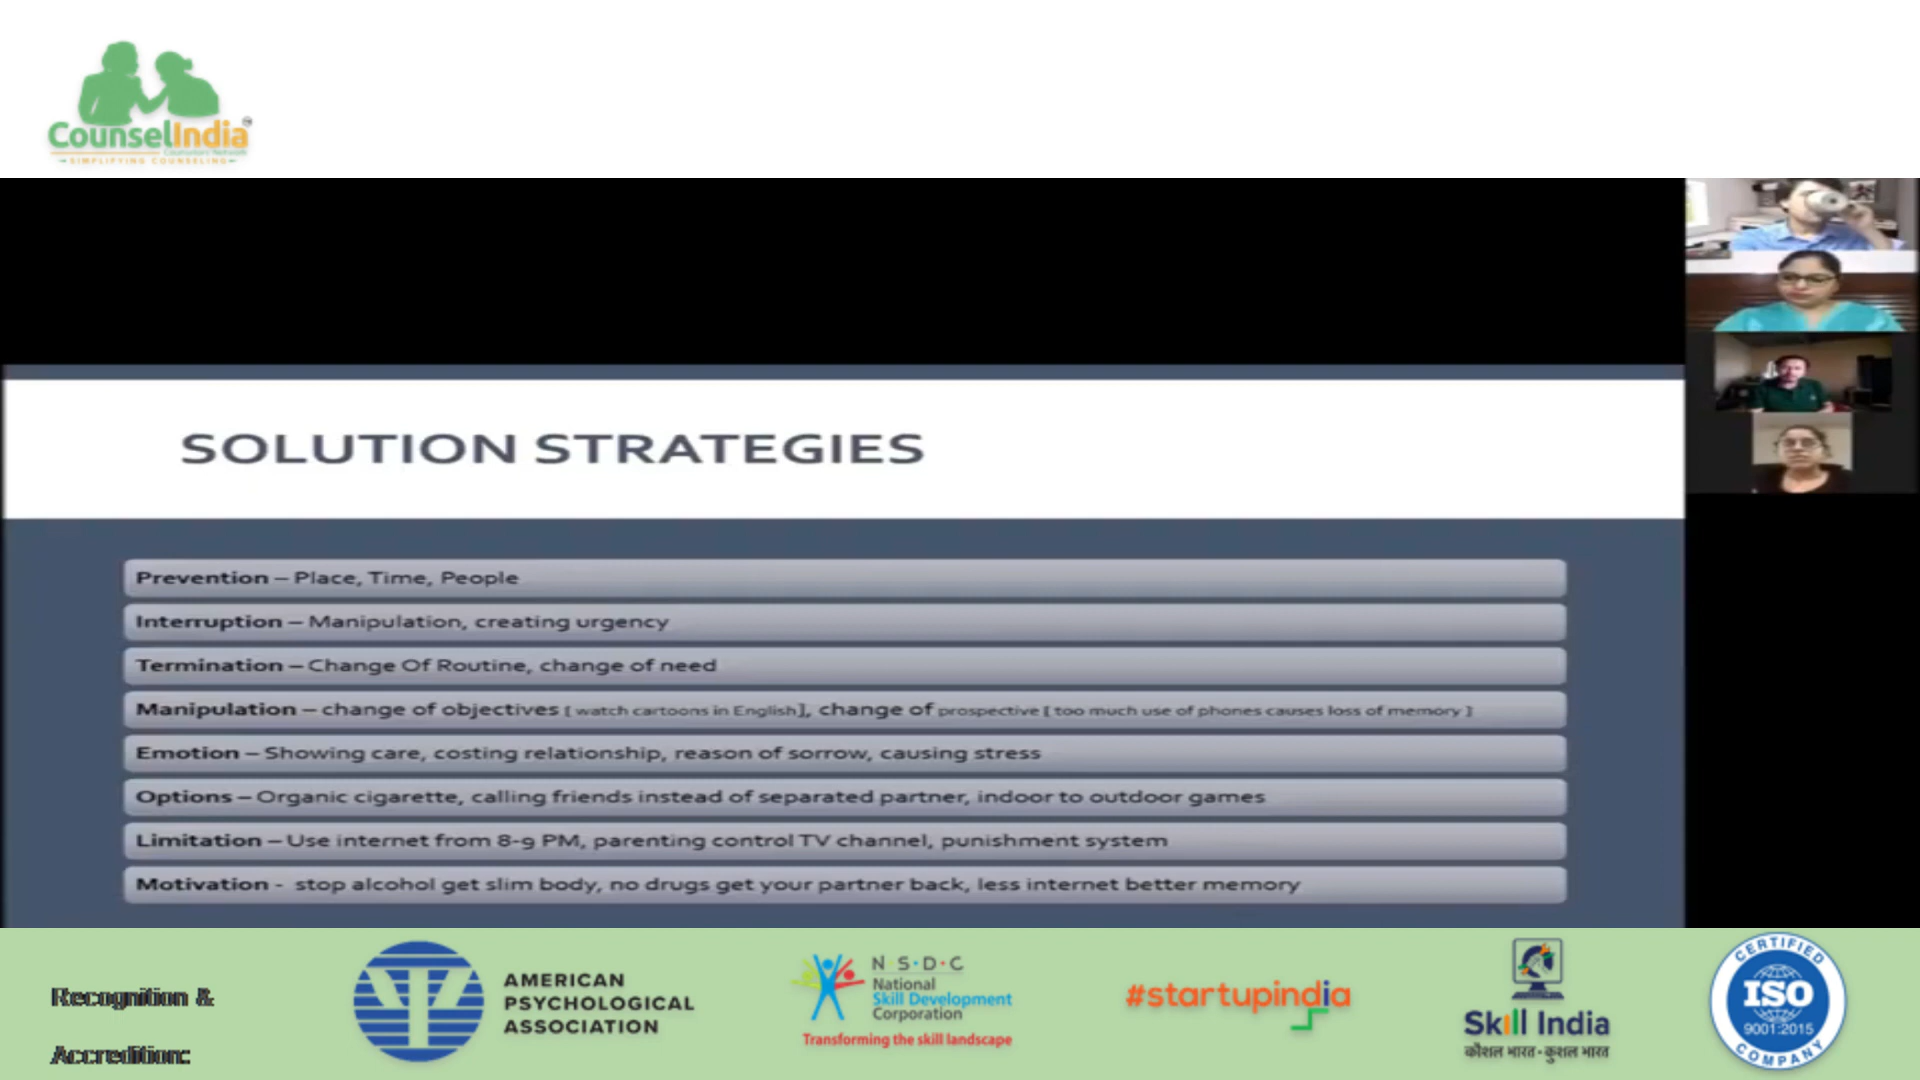 CounselIndia
Counselors Network
SIMPLIFYING COUNSELING
SOLUTION STRATEGIES
Prevention – Place, Time, People
Interruption – Manipulation, creating urgency
Termination – Change Of Routine, change of need
Manipulation – change of objectives [ watch cartoons in English], change of prospective [ too much use of phones causes loss of memory ]
Emotion – Showing care, costing relationship, reason of sorrow, causing stress
Options – Organic cigarette, calling friends instead of separated partner, indoor to outdoor games
Limitation – Use internet from 8-9 PM, parenting control TV channel, punishment system
Motivation - stop alcohol get slim body, no drugs get your partner back, less internet better memory
Recognition &
Accredition:
AMERICAN
PSYCHOLOGICAL
ASSOCIATION
N·S·D·C
National
Skill Development
Corporation
Transforming the skill landscape
#startupindia
Skill India
कौशल भारत - कुशल भारत
CERTIFIED
ISO
9001:2015
COMPANY